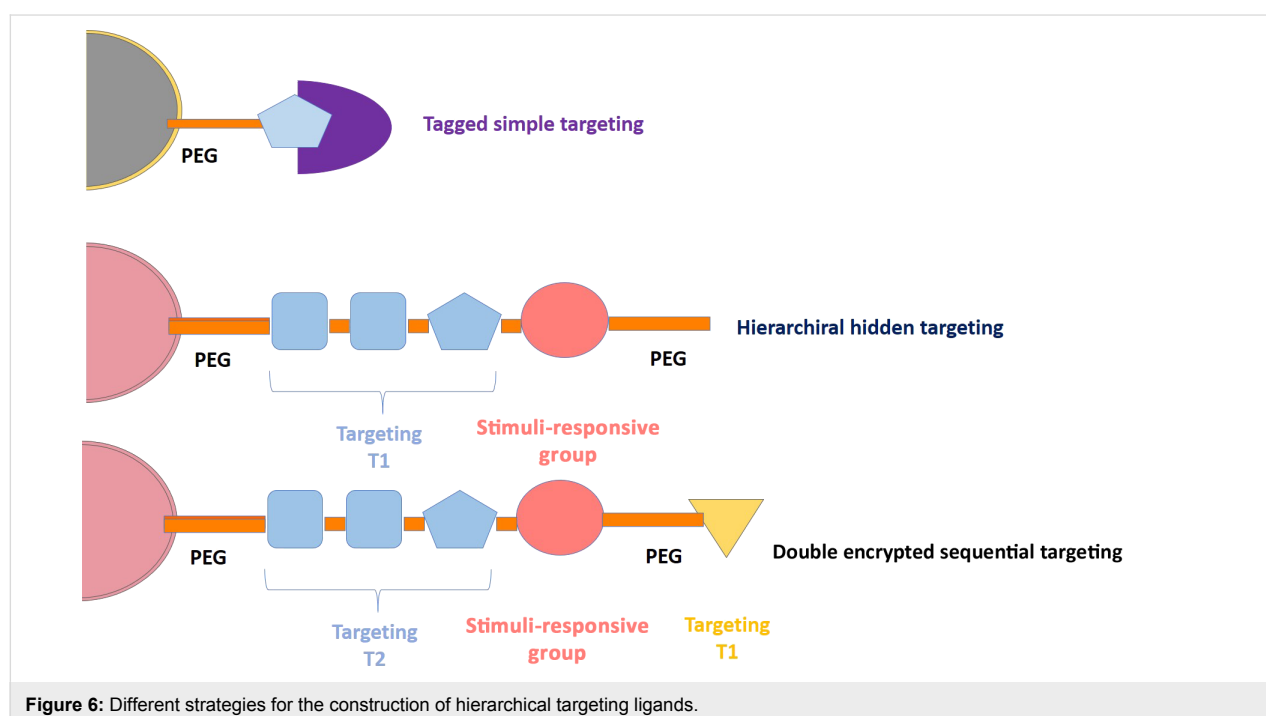 Tagged simple targeting
PEG
Hierarchiral hidden targeting
PEG
PEG
Targeting
T1
Stimuli-responsive
group
PEG
PEG
Double encrypted sequential targeting
Targeting
T2
Stimuli-responsive
group
Targeting
T1
Figure 6: Different strategies for the construction of hierarchical targeting ligands.